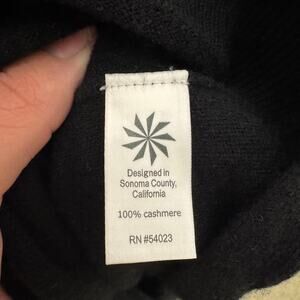 Designed in
Sonoma County,
California
100% cashmere
RN #54023